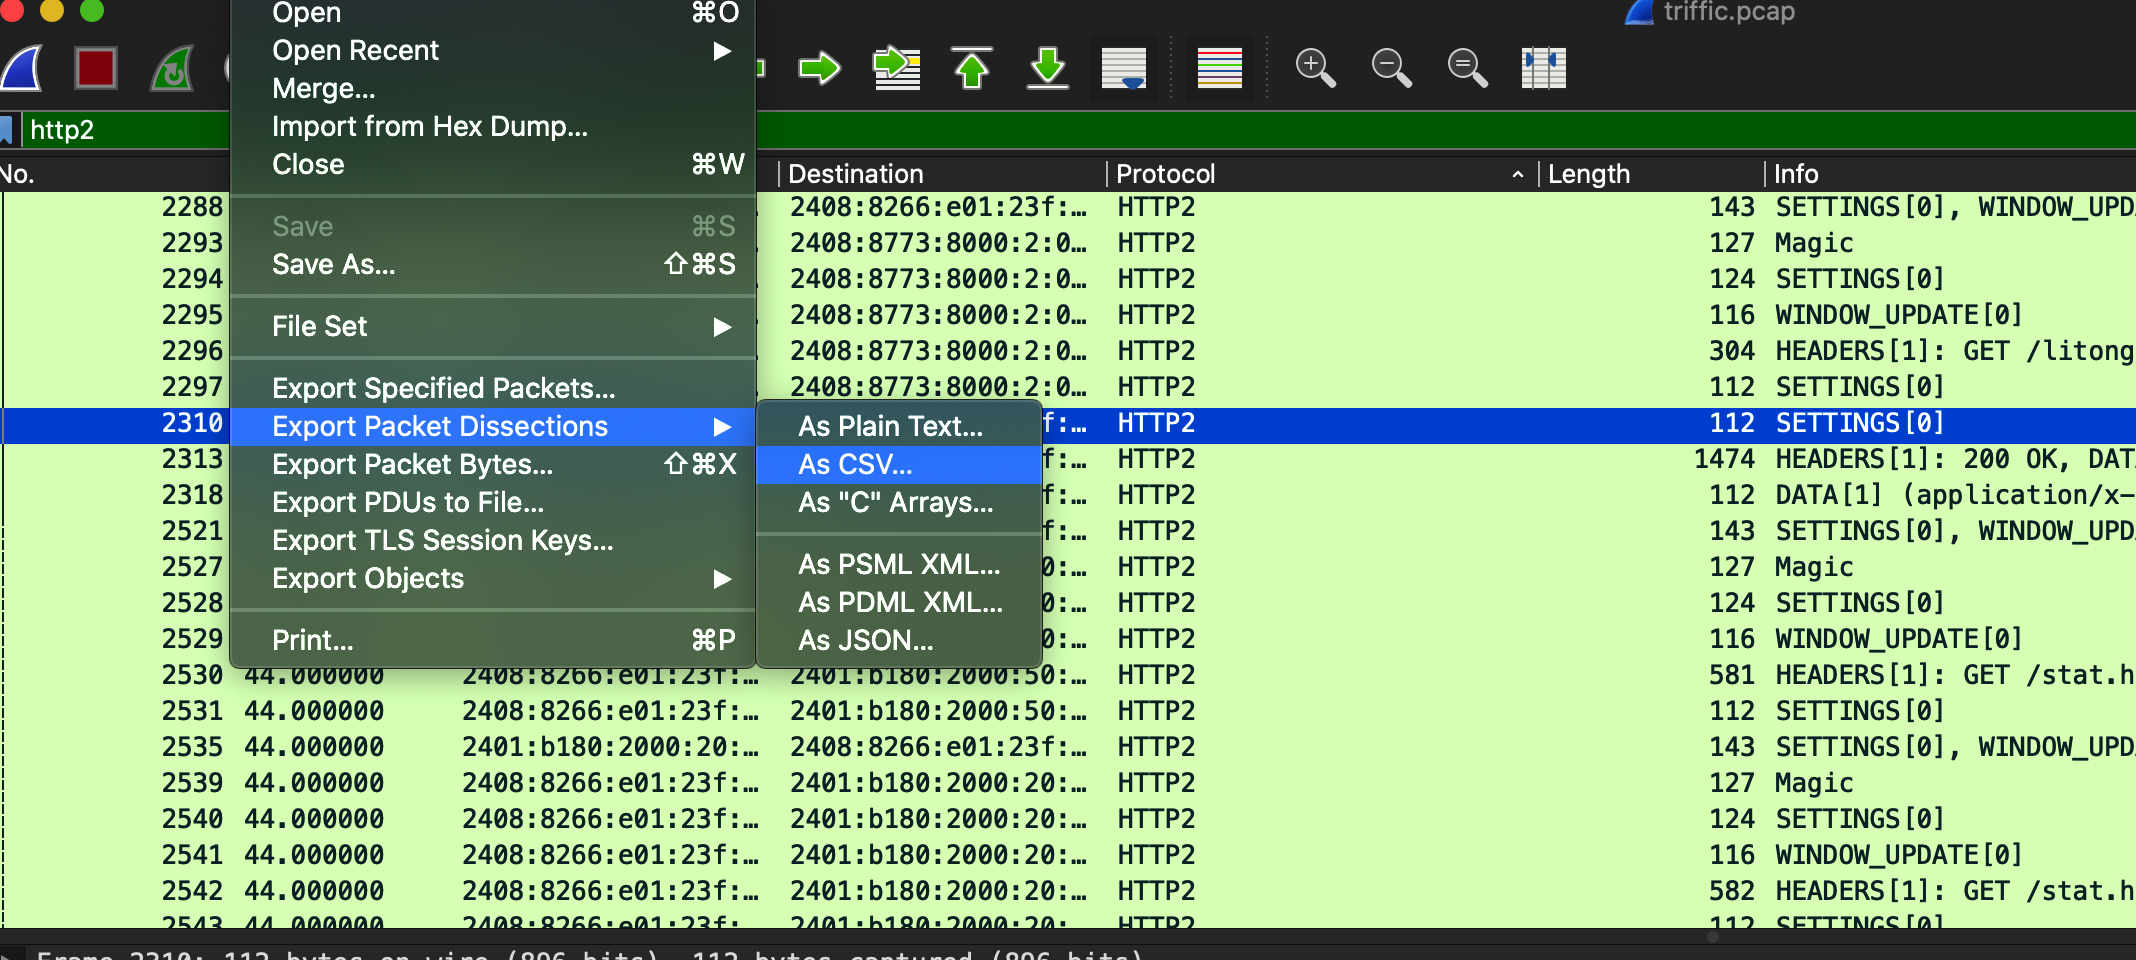 triffic.pcap
Open ⌘O
Open Recent ▶
Merge...
Import from Hex Dump...
Close ⌘W
Save ⌘S
Save As... ⇧⌘S
File Set ▶
Export Specified Packets...
Export Packet Dissections ▶
Export Packet Bytes... ⇧⌘X
Export PDUs to File...
Export TLS Session Keys...
Export Objects ▶
Print... ⌘P
As Plain Text...
As CSV...
As "C" Arrays...
As PSML XML...
As PDML XML...
As JSON...
http2
No. Destination Protocol Length Info
2288 2408:8266:e01:23f:… HTTP2 143 SETTINGS[0], WINDOW_UPD
2293 2408:8773:8000:2:0… HTTP2 127 Magic
2294 2408:8773:8000:2:0… HTTP2 124 SETTINGS[0]
2295 2408:8773:8000:2:0… HTTP2 116 WINDOW_UPDATE[0]
2296 2408:8773:8000:2:0… HTTP2 304 HEADERS[1]: GET /litong
2297 2408:8773:8000:2:0… HTTP2 112 SETTINGS[0]
2310 f:… HTTP2 112 SETTINGS[0]
2313 f:… HTTP2 1474 HEADERS[1]: 200 OK, DAT
2318 f:… HTTP2 112 DATA[1] (application/x-
2521 f:… HTTP2 143 SETTINGS[0], WINDOW_UPD
2527 0:… HTTP2 127 Magic
2528 0:… HTTP2 124 SETTINGS[0]
2529 0:… HTTP2 116 WINDOW_UPDATE[0]
2530 44.000000 2408:8266:e01:23f:… 2401:b180:2000:50:… HTTP2 581 HEADERS[1]: GET /stat.h
2531 44.000000 2408:8266:e01:23f:… 2401:b180:2000:50:… HTTP2 112 SETTINGS[0]
2535 44.000000 2401:b180:2000:20:… 2408:8266:e01:23f:… HTTP2 143 SETTINGS[0], WINDOW_UPD
2539 44.000000 2408:8266:e01:23f:… 2401:b180:2000:20:… HTTP2 127 Magic
2540 44.000000 2408:8266:e01:23f:… 2401:b180:2000:20:… HTTP2 124 SETTINGS[0]
2541 44.000000 2408:8266:e01:23f:… 2401:b180:2000:20:… HTTP2 116 WINDOW_UPDATE[0]
2542 44.000000 2408:8266:e01:23f:… 2401:b180:2000:20:… HTTP2 582 HEADERS[1]: GET /stat.h
2543 44.000000 2408:8266:e01:23f: 2401:b180:2000:20: HTTP2 112 SETTINGS[0]
Frame 2310: 112 bytes on wire (896 bits), 112 bytes captured (896 bits)